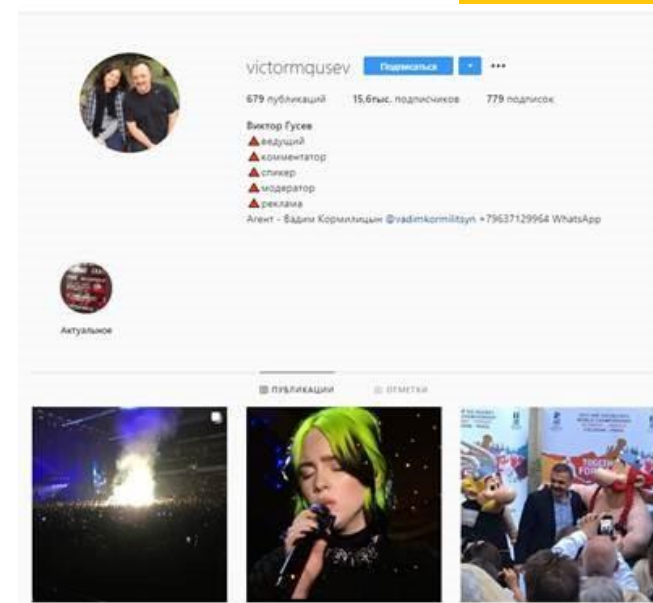 victormgusev Подписаться
679 публикаций 15,6тыс. подписчиков 779 подписок
Виктор Гусев
ведущий
комментатор
спикер
модератор
реклама
Агент - Вадим Кормилицын @vadimkormilitsyn +79637129964 WhatsApp
Актуальное
ПУБЛИКАЦИИ ОТМЕТКИ
TOGETHER